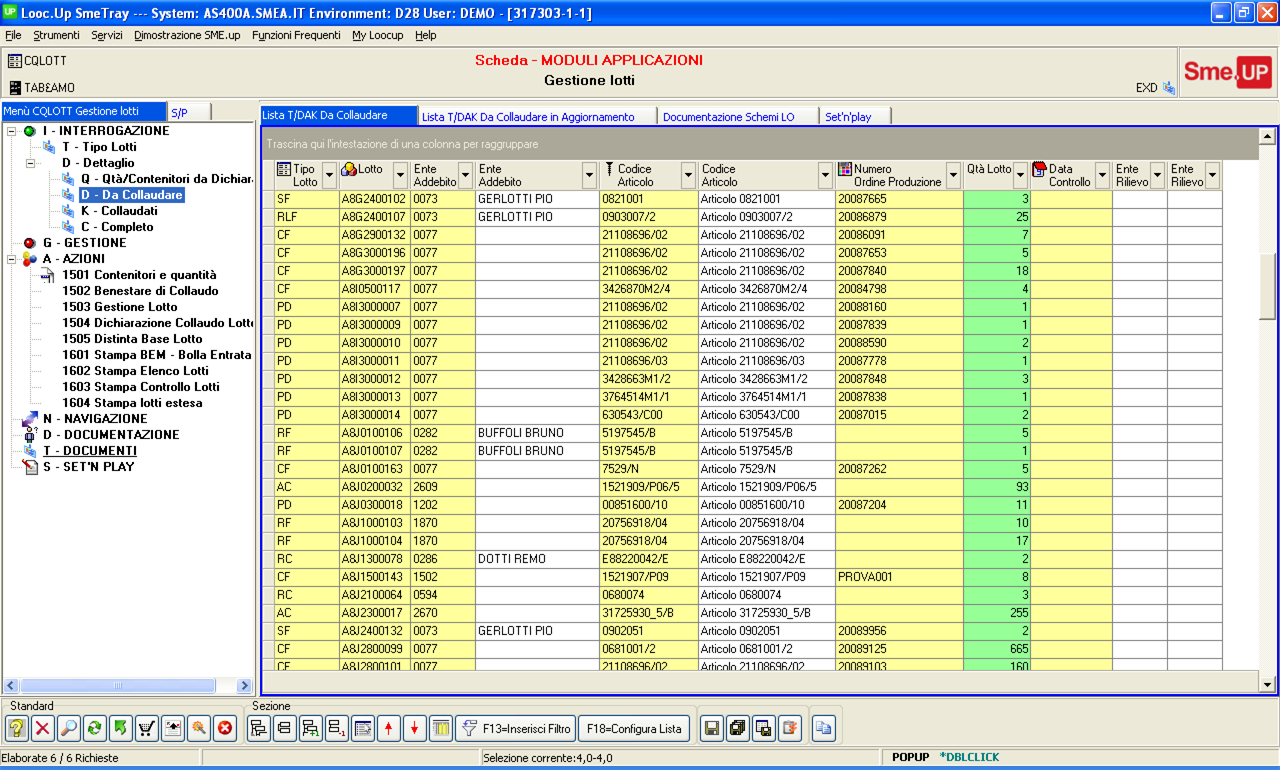 Looc.Up SmeTray --- System: AS400A.SMEA.IT Environment: D28 User: DEMO - [317303-1-1]
File Strumenti Servizi Dimostrazione SME.up Funzioni Frequenti My Loocup Help
CQLOTT
TABEAMO
Scheda - MODULI APPLICAZIONI
Gestione lotti
EXD
Sme.UP
Menù CQLOTT Gestione lotti S/P
I - INTERROGAZIONE
T - Tipo Lotti
D - Dettaglio
Q - Qtà/Contenitori da Dichiar
D - Da Collaudare
K - Collaudati
C - Completo
G - GESTIONE
A - AZIONI
1501 Contenitori e quantità
1502 Benestare di Collaudo
1503 Gestione Lotto
1504 Dichiarazione Collaudo Lotto
1505 Distinta Base Lotto
1601 Stampa BEM - Bolla Entrata
1602 Stampa Elenco Lotti
1603 Stampa Controllo Lotti
1604 Stampa lotti estesa
N - NAVIGAZIONE
D - DOCUMENTAZIONE
T - DOCUMENTI
S - SET'N PLAY
Lista T/DAK Da Collaudare Lista T/DAK Da Collaudare in Aggiornamento Documentazione Schemi LO Set'n'play
Trascina qui l'intestazione di una colonna per raggruppare
Tipo Lotto Lotto Ente Addebito Ente Addebito Codice Articolo Codice Articolo Numero Ordine Produzione Qtà Lotto Data Controllo Ente Rilievo Ente Rilievo
SF A8G2400102 0073 GERLOTTI PIO 0821001 Articolo 0821001 20087665 3
RLF A8G2400107 0073 GERLOTTI PIO 0903007/2 Articolo 0903007/2 20086879 25
CF A8G2900132 0077 21108696/02 Articolo 21108696/02 20086091 7
CF A8G3000196 0077 21108696/02 Articolo 21108696/02 20087653 5
CF A8G3000197 0077 21108696/02 Articolo 21108696/02 20087840 18
CF A8I0500117 0077 3426870M2/4 Articolo 3426870M2/4 20084798 4
PD A8I3000007 0077 21108696/02 Articolo 21108696/02 20088160 1
PD A8I3000009 0077 21108696/02 Articolo 21108696/02 20087839 1
PD A8I3000010 0077 21108696/02 Articolo 21108696/02 20088590 2
PD A8I3000011 0077 21108696/03 Articolo 21108696/03 20087778 1
PD A8I3000012 0077 3428663M1/2 Articolo 3428663M1/2 20087848 3
PD A8I3000013 0077 3764514M1/1 Articolo 3764514M1/1 20087838 1
PD A8I3000014 0077 630543/C00 Articolo 630543/C00 20087015 2
RF A8J0100106 0282 BUFFOLI BRUNO 5197545/B Articolo 5197545/B 5
RF A8J0100107 0282 BUFFOLI BRUNO 5197545/B Articolo 5197545/B 1
CF A8J0100163 0077 7529/N Articolo 7529/N 20087262 5
AC A8J0200032 2609 1521909/P06/5 Articolo 1521909/P06/5 93
PD A8J0300018 1202 00851600/10 Articolo 00851600/10 20087204 11
RF A8J1000103 1870 20756918/04 Articolo 20756918/04 10
RF A8J1000104 1870 20756918/04 Articolo 20756918/04 17
RC A8J1300078 0286 DOTTI REMO E88220042/E Articolo E88220042/E 2
CF A8J1500143 1502 1521907/P09 Articolo 1521907/P09 PROVA001 8
RC A8J2100064 0594 0680074 Articolo 0680074 3
AC A8J2300017 2670 31725930_5/B Articolo 31725930_5/B 255
SF A8J2400132 0073 GERLOTTI PIO 0902051 Articolo 0902051 20089956 2
CF A8J2800099 0077 0681001/2 Articolo 0681001/2 20089125 665
CF A8J2800101 0077 21108696/02 Articolo 21108696/02 20089103 160
Standard Sezione
F13=Inserisci Filtro F18=Configura Lista
Elaborate 6 / 6 Richieste Selezione corrente:4,0-4,0 POPUP *DBLCLICK